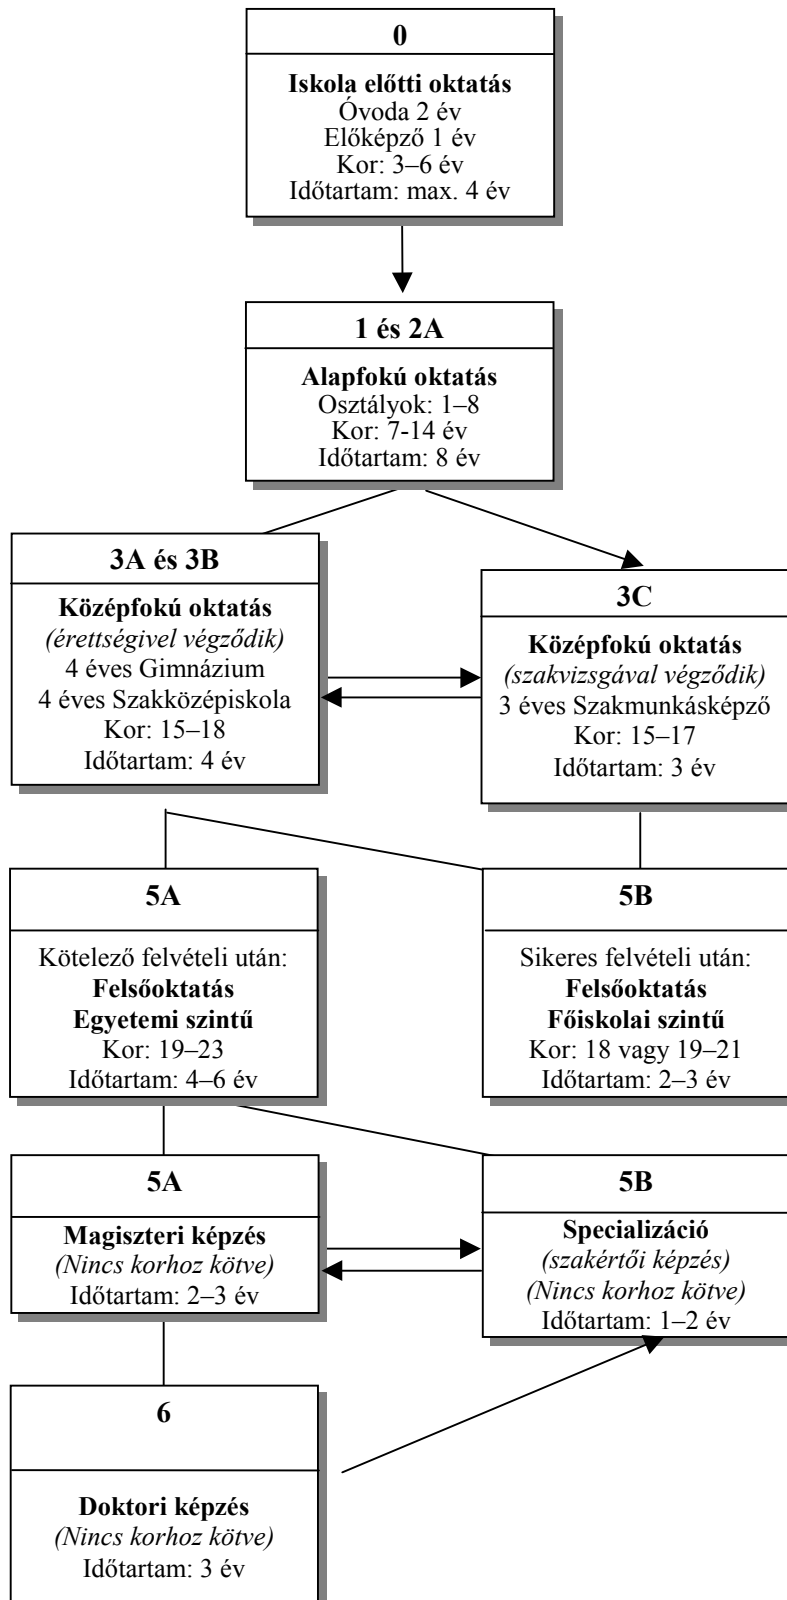 0
Iskola előtti oktatás
Óvoda 2 év
Előképző 1 év
Kor: 3–6 év
Időtartam: max. 4 év
1 és 2A
Alapfokú oktatás
Osztályok: 1–8
Kor: 7-14 év
Időtartam: 8 év
3A és 3B
Középfokú oktatás
(érettségivel végződik)
4 éves Gimnázium
4 éves Szakközépiskola
Kor: 15–18
Időtartam: 4 év
3C
Középfokú oktatás
(szakvizsgával végződik)
3 éves Szakmunkásképző
Kor: 15–17
Időtartam: 3 év
5A
Kötelező felvételi után:
Felsőoktatás
Egyetemi szintű
Kor: 19–23
Időtartam: 4–6 év
5B
Sikeres felvételi után:
Felsőoktatás
Főiskolai szintű
Kor: 18 vagy 19–21
Időtartam: 2–3 év
5A
Magiszteri képzés
(Nincs korhoz kötve)
Időtartam: 2–3 év
5B
Specializáció
(szakértői képzés)
(Nincs korhoz kötve)
Időtartam: 1–2 év
6
Doktori képzés
(Nincs korhoz kötve)
Időtartam: 3 év